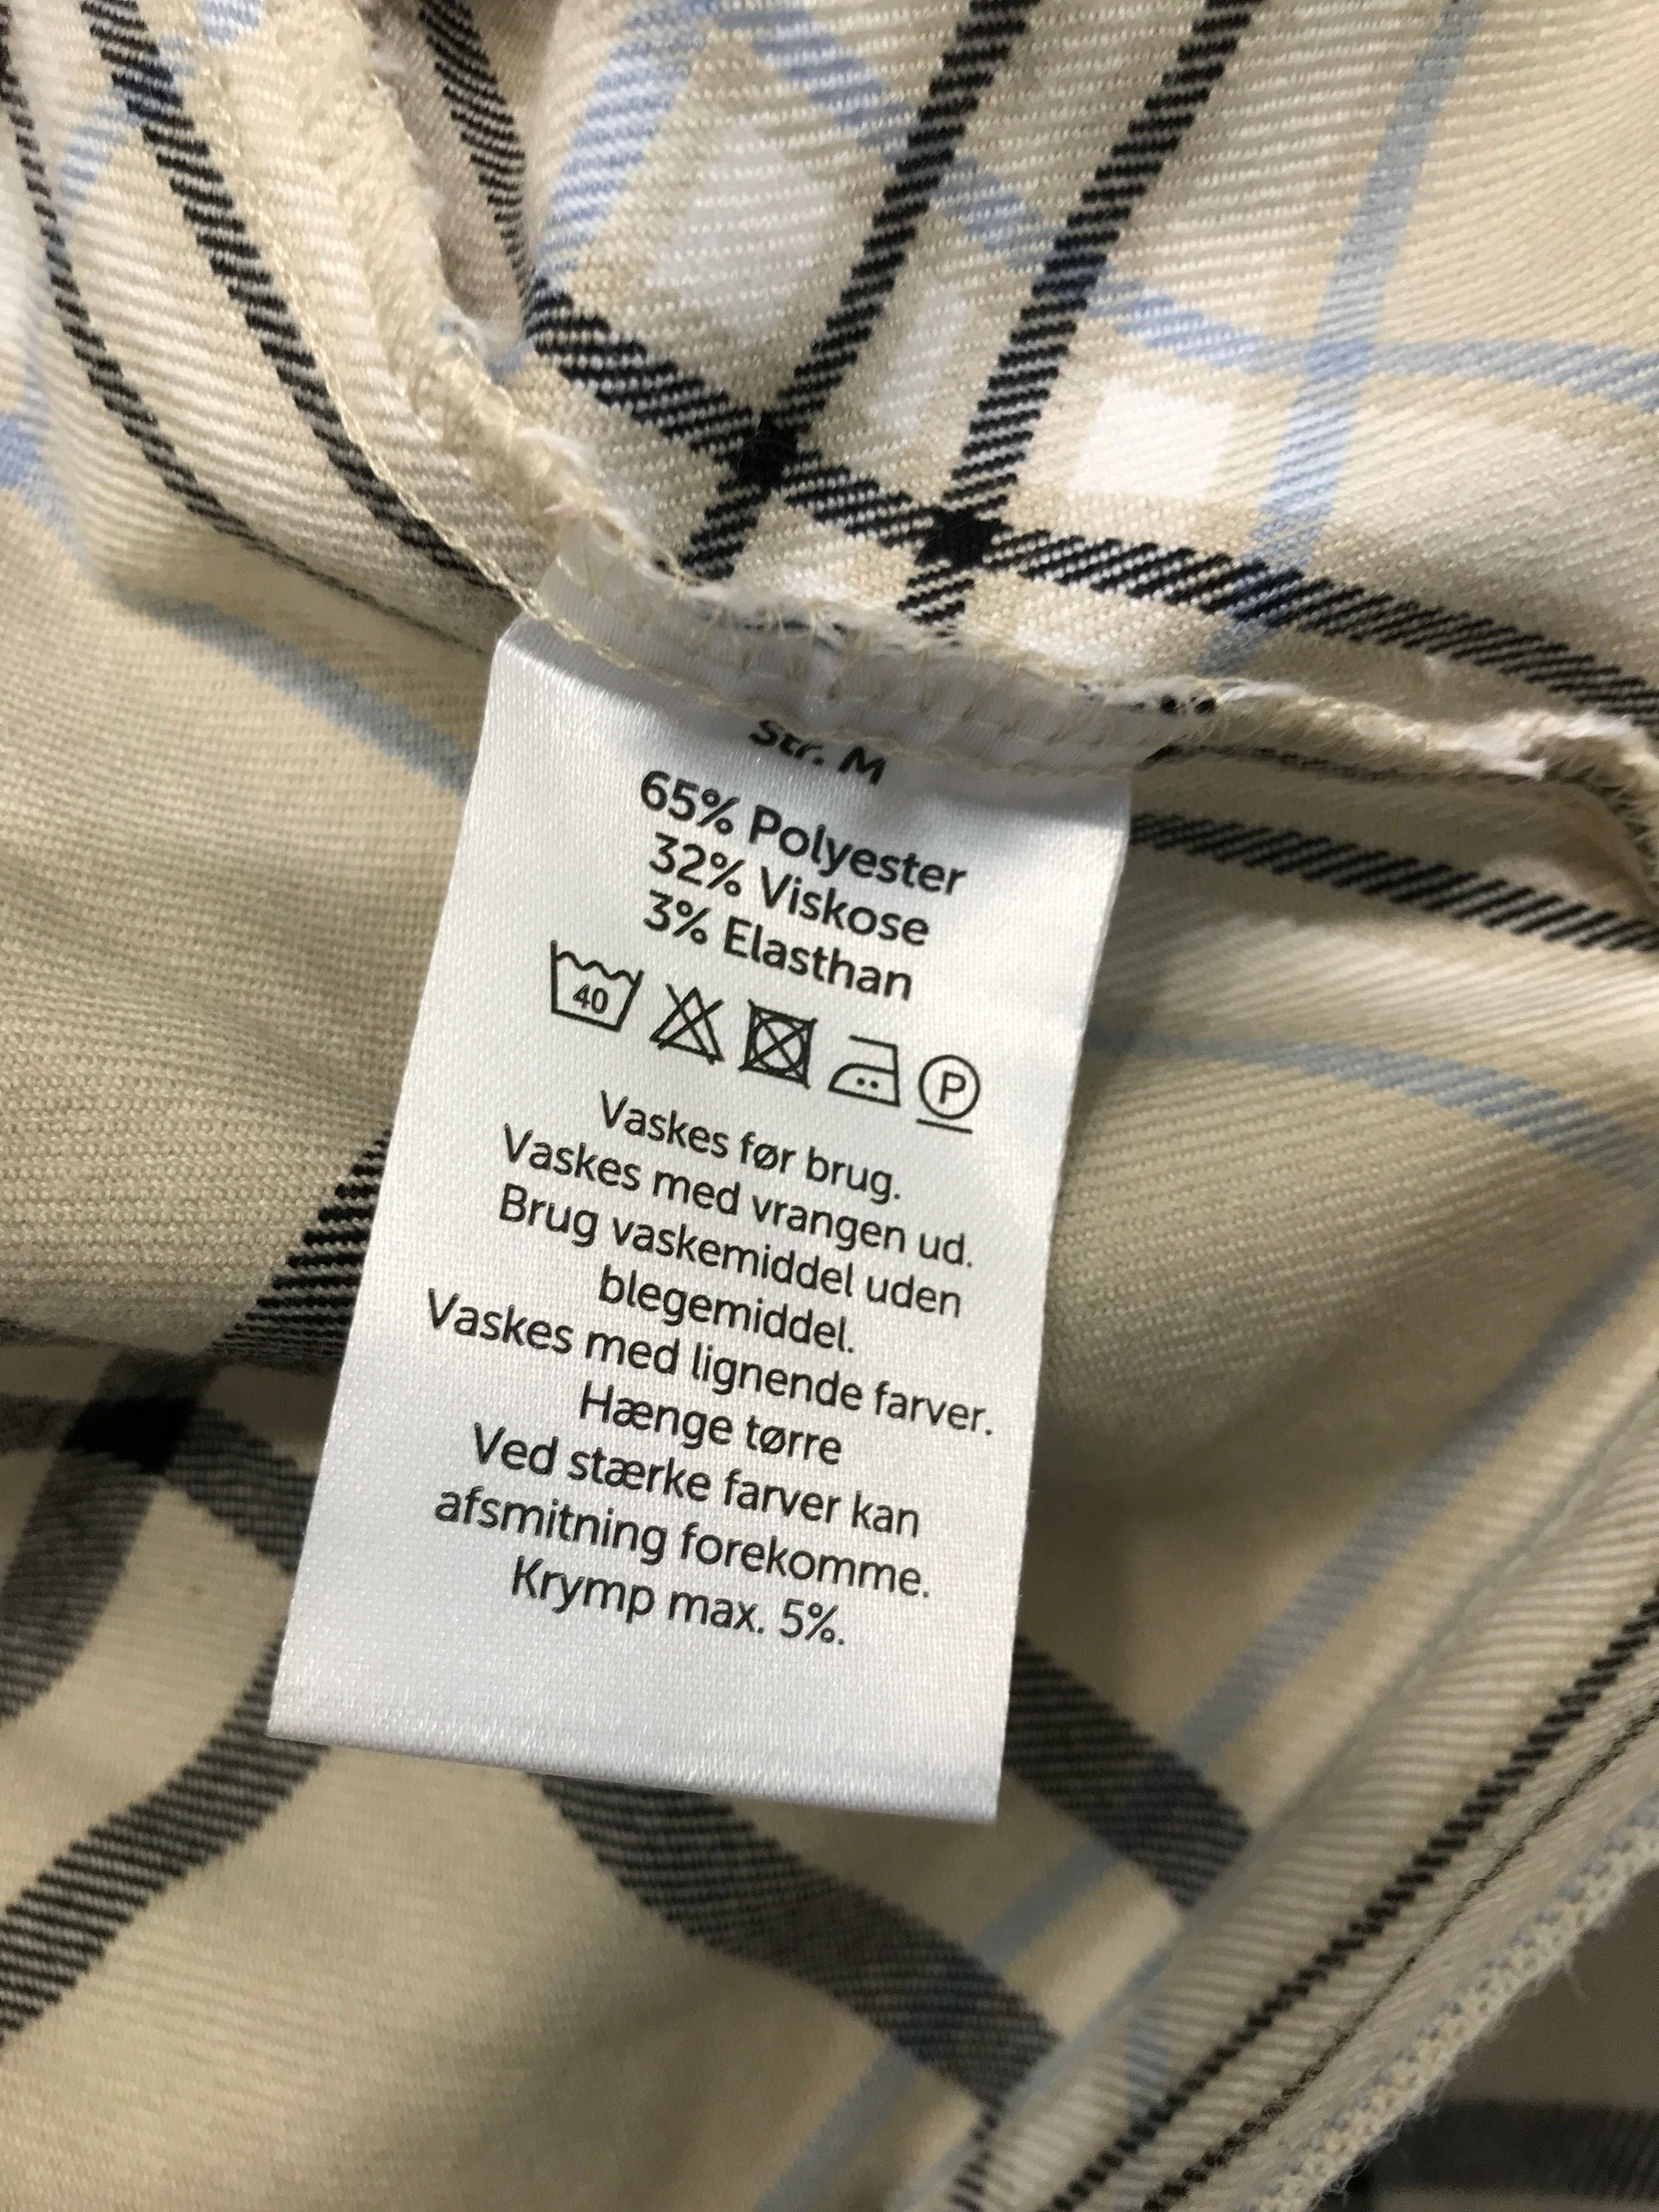 Str. M
65% Polyester
32% Viskose
3% Elasthan
40
P
Vaskes før brug.
Vaskes med vrangen ud.
Brug vaskemiddel uden
blegemiddel.
Vaskes med lignende farver.
Hænge tørre
Ved stærke farver kan
afsmitning forekomme.
Krymp max. 5%.